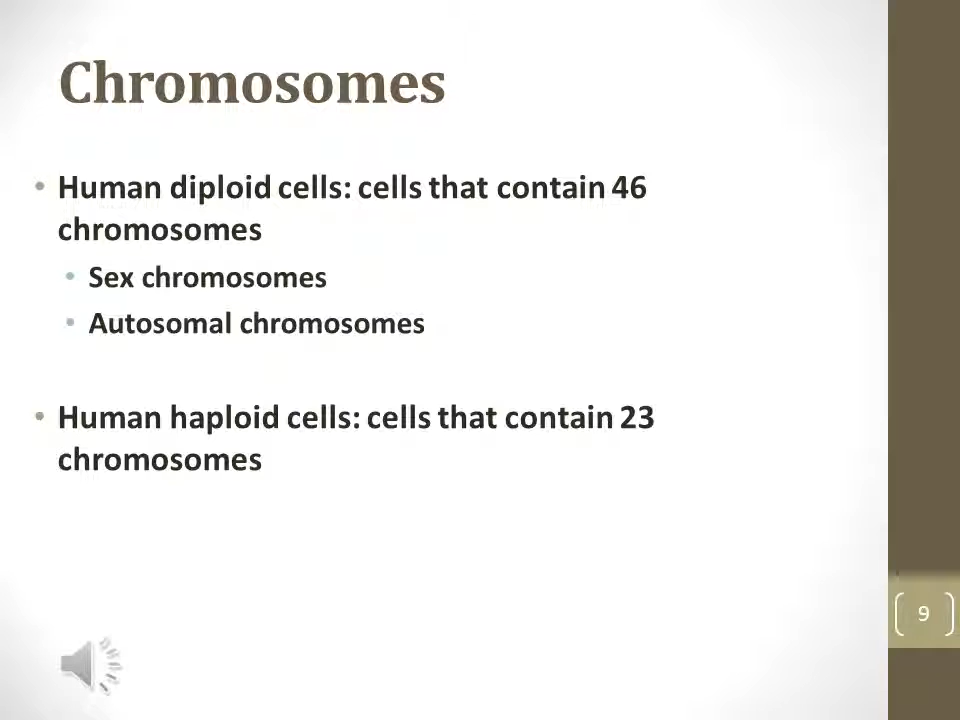 Chromosomes
• Human diploid cells: cells that contain 46
chromosomes
• Sex chromosomes
• Autosomal chromosomes
• Human haploid cells: cells that contain 23
chromosomes
9